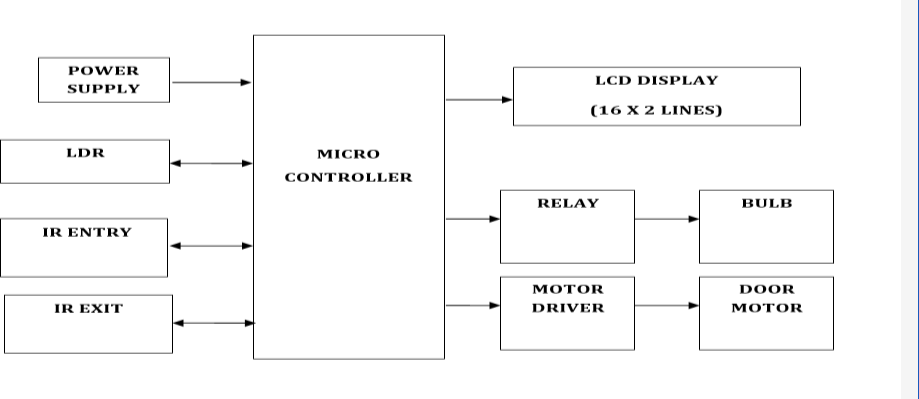 POWER
SUPPLY
LDR
IR ENTRY
IR EXIT
MICRO
CONTROLLER
LCD DISPLAY
(16 X 2 LINES)
RELAY
BULB
MOTOR
DRIVER
DOOR
MOTOR